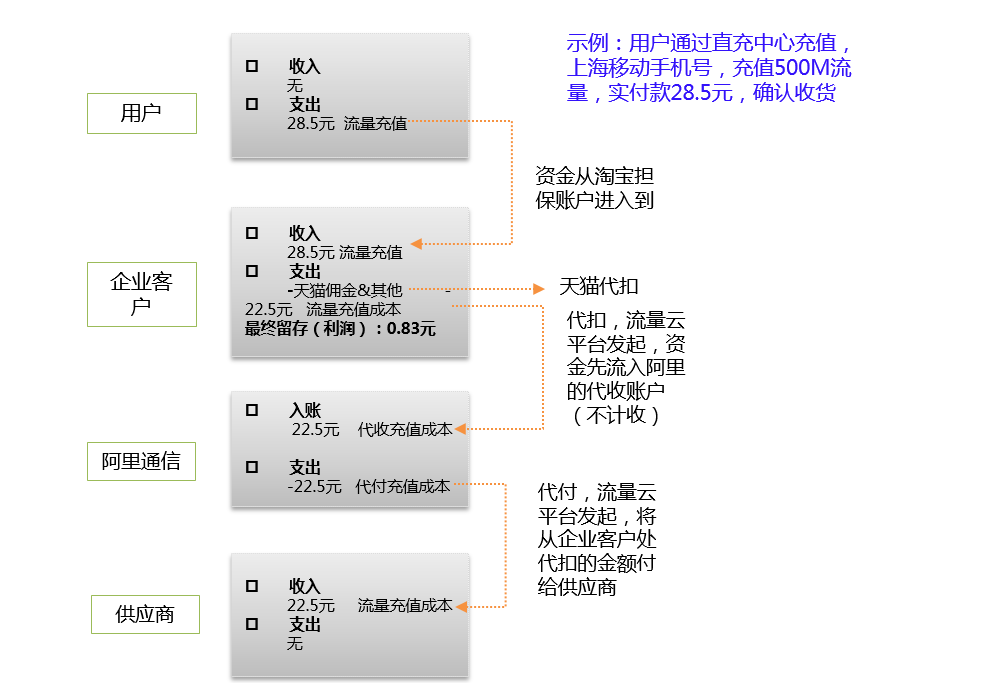 示例：用户通过直充中心充值，
上海移动手机号，充值500M流
量，实付款28.5元，确认收货
用户
收入
无
支出
28.5元 流量充值
资金从淘宝担
保账户进入到
企业客
户
收入
28.5元 流量充值
支出
-天猫佣金&其他 -
22.5元 流量充值成本
最终留存（利润）：0.83元
天猫代扣
代扣，流量云
平台发起，资
金先流入阿里
的代收账户
（不计收）
阿里通信
入账
22.5元 代收充值成本
支出
-22.5元 代付充值成本
代付，流量云
平台发起，将
从企业客户处
代扣的金额付
给供应商
供应商
收入
22.5元 流量充值成本
支出
无